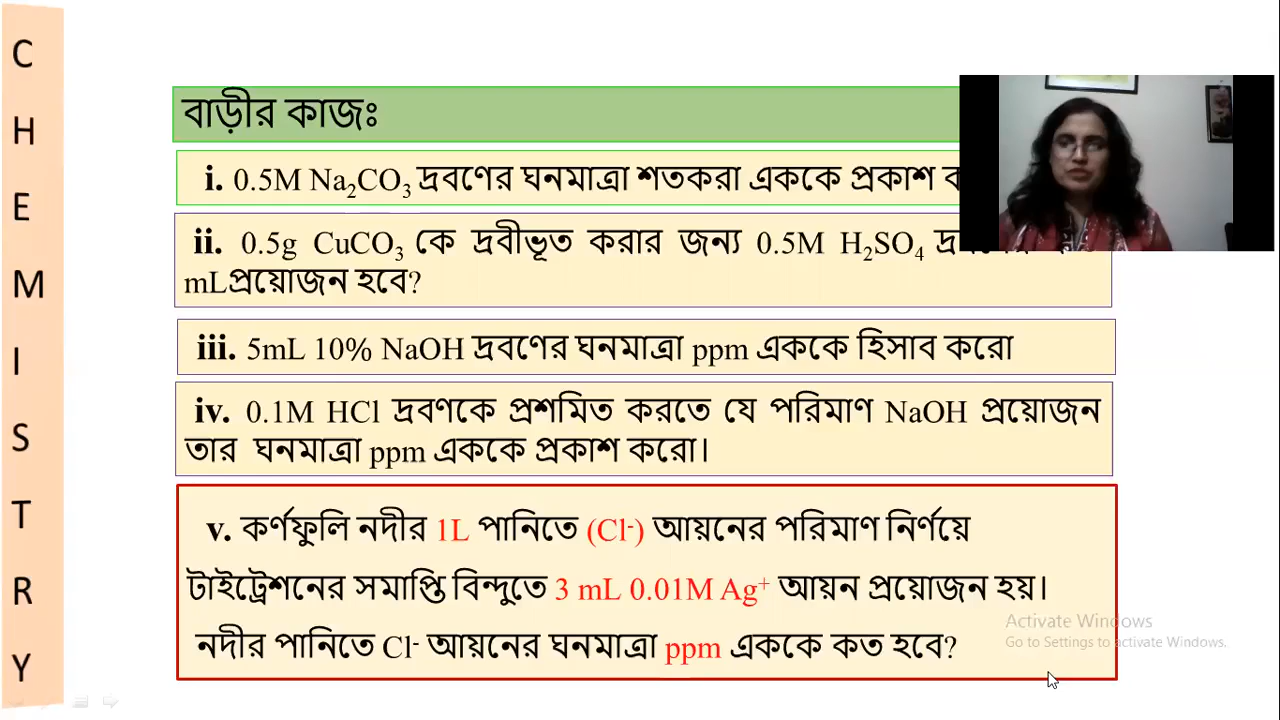 C
H
E
M
I
S
T
R
Y
বাড়ীর কাজঃ
i. 0.5M Na₂CO₃ দ্রবণের ঘনমাত্রা শতকরা এককে প্রকাশ
ii. 0.5g CuCO₃ কে দ্রবীভূত করার জন্য 0.5M H₂SO₄
mLপ্রয়োজন হবে?
iii. 5mL 10% NaOH দ্রবণের ঘনমাত্রা ppm এককে হিসাব করো
iv. 0.1M HCl দ্রবণকে প্রশমিত করতে যে পরিমাণ NaOH প্রয়োজন
তার ঘনমাত্রা ppm এককে প্রকাশ করো।
v. কর্ণফুলি নদীর 1L পানিতে (Cl⁻) আয়নের পরিমাণ নির্ণয়ে
টাইট্রেশনের সমাপ্তি বিন্দুতে 3 mL 0.01M Ag⁺ আয়ন প্রয়োজন হয়।
নদীর পানিতে Cl⁻ আয়নের ঘনমাত্রা ppm এককে কত হবে?
Activate Windows
Go to Settings to activate Windows.